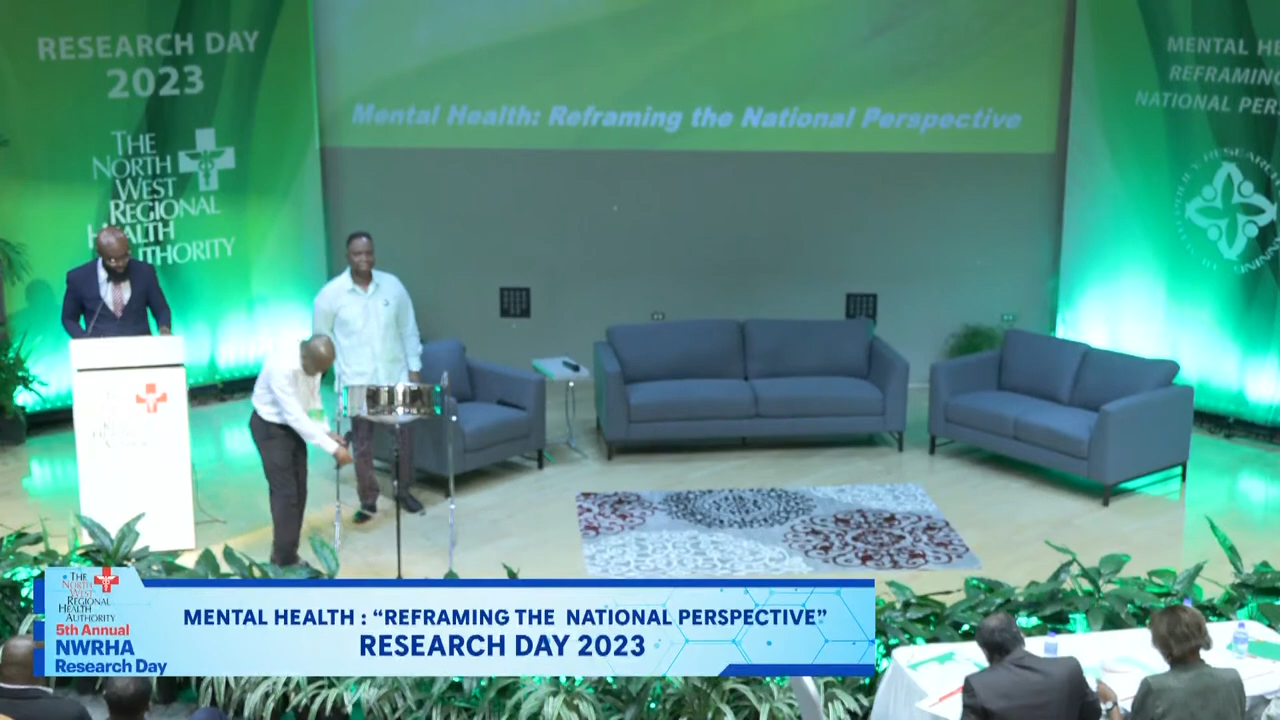 RESEARCH DAY
2023
THE
NORTH
WEST
REGIONAL
HEALTH
AUTHORITY
Mental Health: Reframing the National Perspective
MENTAL HE
REFRAMING
NATIONAL PER
THE
NORTH
WEST
REGIONAL
HEALTH
AUTHORITY
5th Annual
NWRHA
Research Day
MENTAL HEALTH : “REFRAMING THE NATIONAL PERSPECTIVE”
RESEARCH DAY 2023